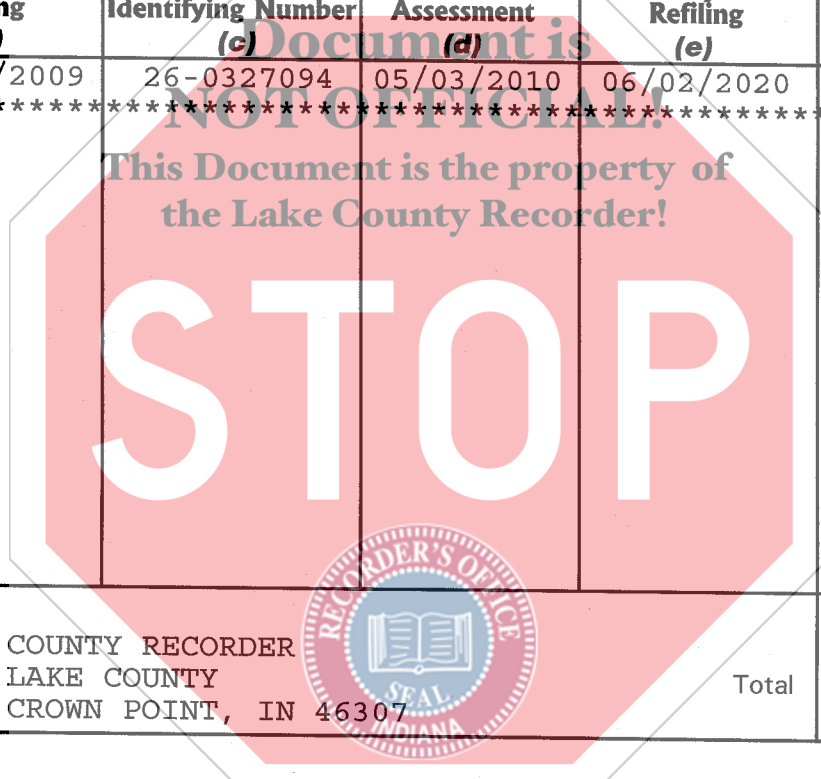 ng Identifying Number Assessment Refiling
) (c) (d) (e)
Document is
/2009 26-0327094 05/03/2010 06/02/2020
NOT OFFICIAL!
****************************************************
This Document is the property of
the Lake County Recorder!
STOP
RECORDER'S OFFICE
SEAL
INDIANA
COUNTY RECORDER
LAKE COUNTY
CROWN POINT, IN 46307
Total